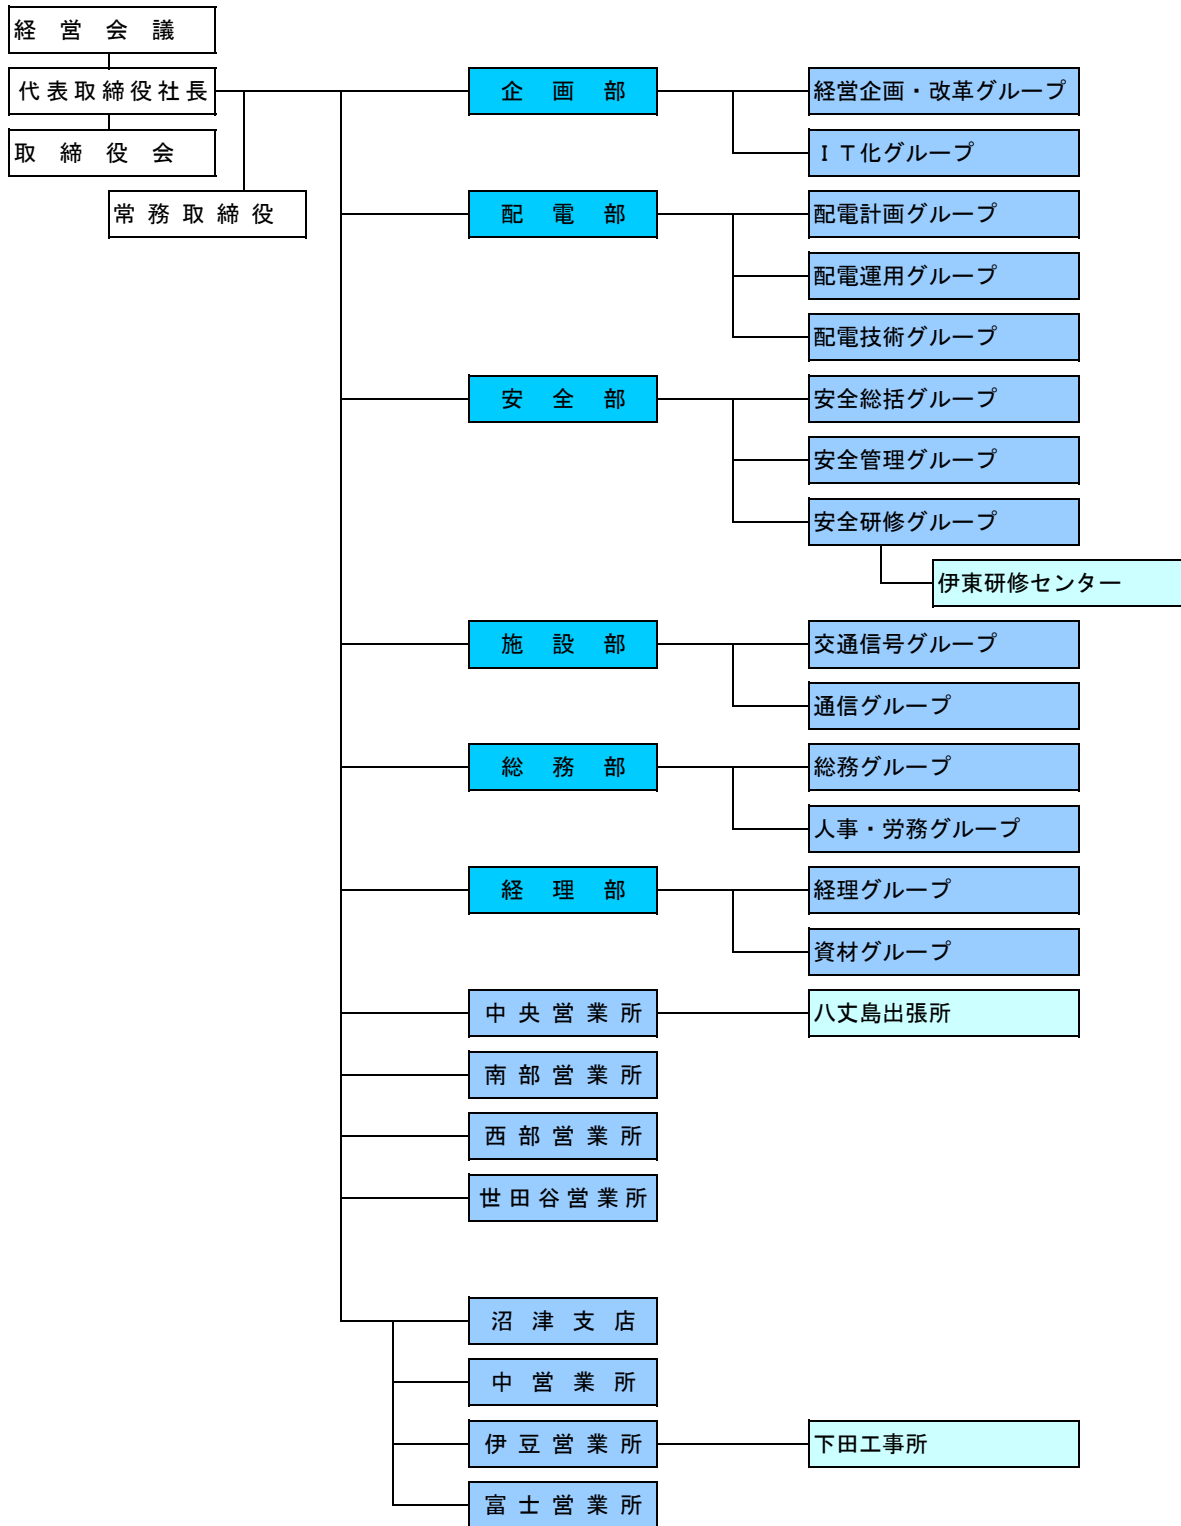 経営会議
代表取締役社長
取締役会
常務取締役
企画部
経営企画・改革グループ
ＩＴ化グループ
配電部
配電計画グループ
配電運用グループ
配電技術グループ
安全部
安全総括グループ
安全管理グループ
安全研修グループ
伊東研修センター
施設部
交通信号グループ
通信グループ
総務部
総務グループ
人事・労務グループ
経理部
経理グループ
資材グループ
中央営業所
八丈島出張所
南部営業所
西部営業所
世田谷営業所
沼津支店
中営業所
伊豆営業所
下田工事所
富士営業所